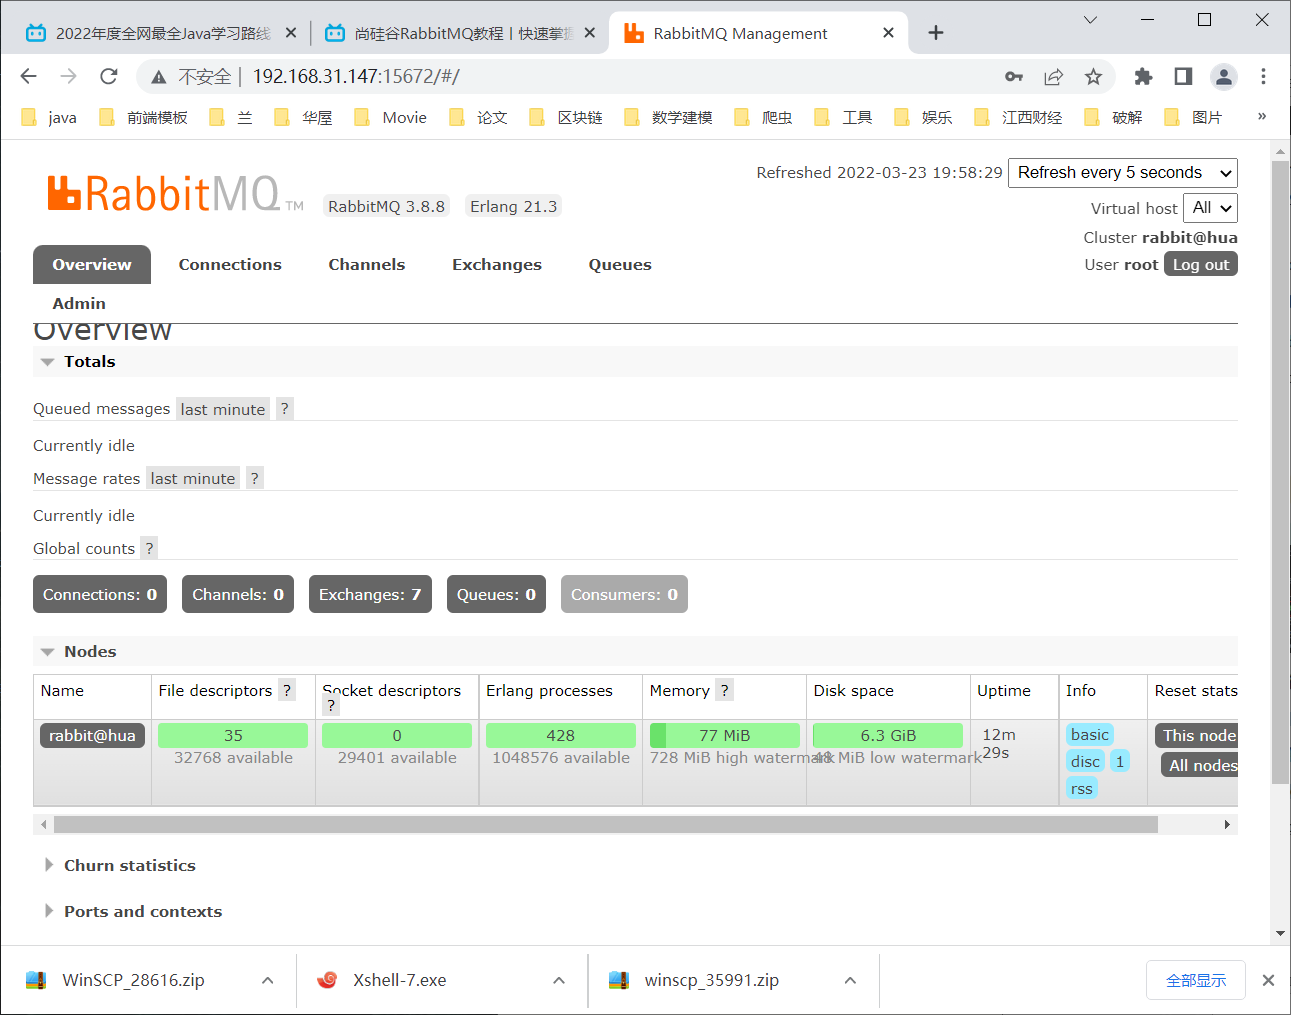 2022年度全网最全Java学习路线
尚硅谷RabbitMQ教程丨快速掌握
RabbitMQ Management
不安全
192.168.31.147:15672/#/
java
前端模板
兰
华屋
Movie
论文
区块链
数学建模
爬虫
工具
娱乐
江西财经
破解
图片
»
RabbitMQ TM
RabbitMQ 3.8.8
Erlang 21.3
Refreshed 2022-03-23 19:58:29
Refresh every 5 seconds
Virtual host All
Cluster rabbit@hua
User root Log out
Overview
Connections
Channels
Exchanges
Queues
Admin
Overview
Totals
Queued messages last minute ?
Currently idle
Message rates last minute ?
Currently idle
Global counts ?
Connections: 0
Channels: 0
Exchanges: 7
Queues: 0
Consumers: 0
Nodes
Name
File descriptors ?
Socket descriptors ?
Erlang processes
Memory ?
Disk space
Uptime
Info
Reset stats
rabbit@hua
35
32768 available
0
29401 available
428
1048576 available
77 MiB
728 MiB high watermark
6.3 GiB
48 MiB low watermark
12m 29s
basic
disc 1
rss
This node
All nodes
Churn statistics
Ports and contexts
WinSCP_28616.zip
Xshell-7.exe
winscp_35991.zip
全部显示